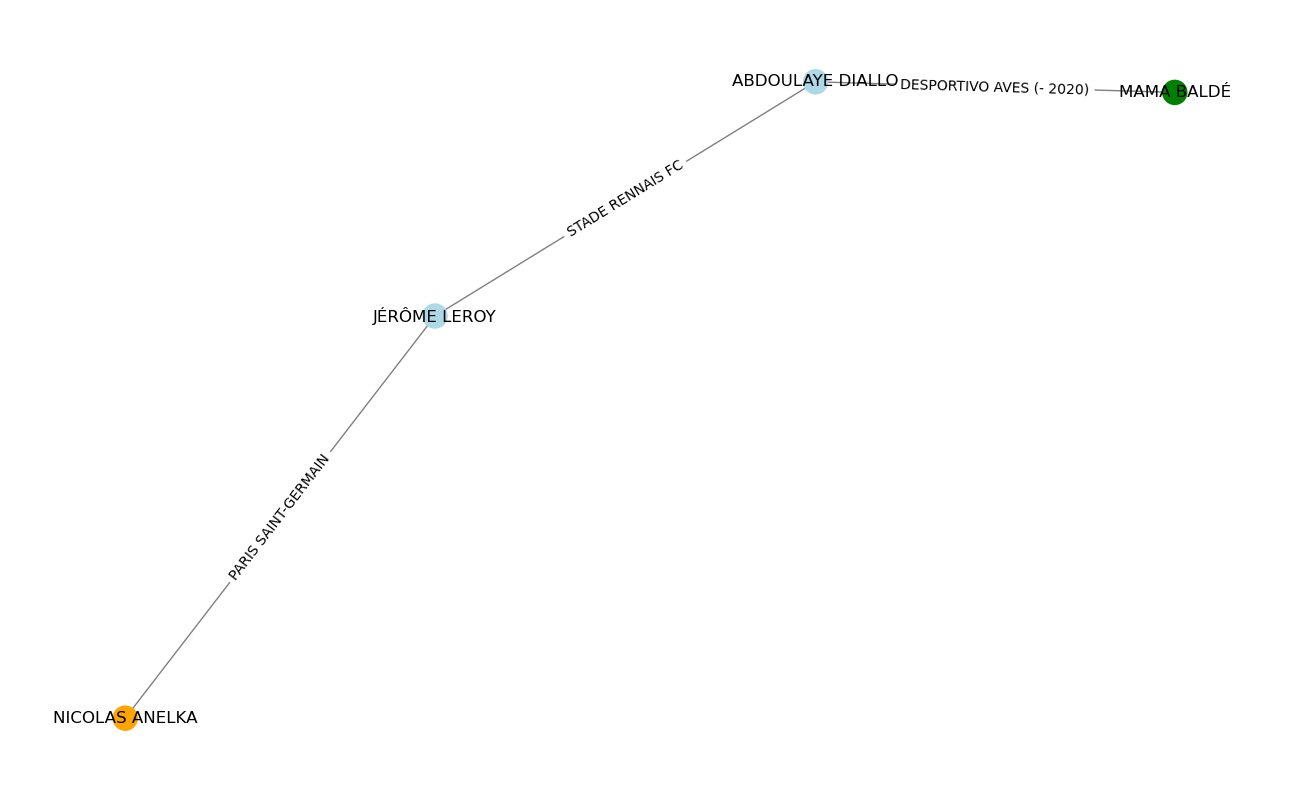 ABDOULAYE DIALLO
DESPORTIVO AVES (- 2020)
MAMA BALDÉ
STADE RENNAIS FC
JÉRÔME LEROY
PARIS SAINT-GERMAIN
NICOLAS ANELKA